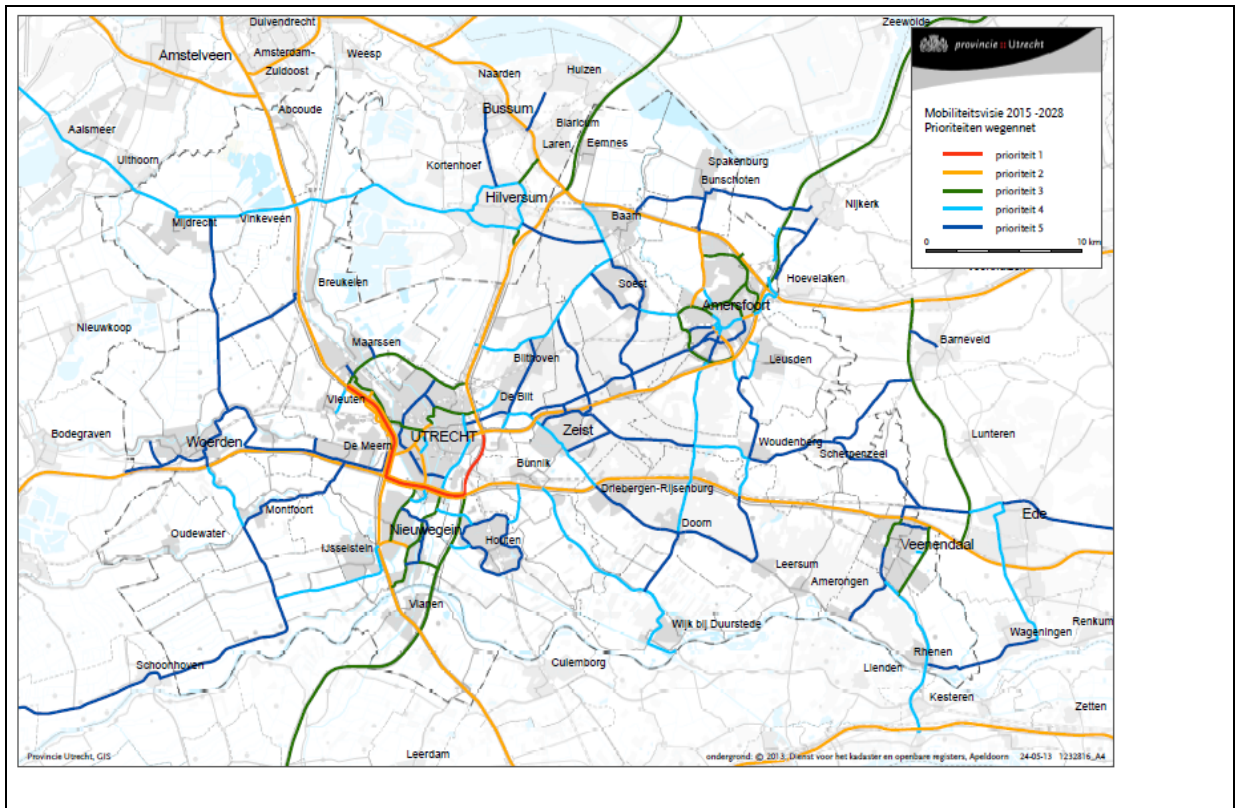 Duivendrecht
Zeewolde
Amstelveen
Amsterdam-
Zuidoost
Weesp
provincie Utrecht
Naarden
Huizen
Abcoude
Bussum
Mobiliteitsvisie 2015 -2028
Prioriteiten wegennet
Aalsmeer
Blaricum
Uithoorn
Laren
Eemnes
prioriteit 1
Kortenhoef
Spakenburg
prioriteit 2
Bunschoten
prioriteit 3
Hilversum
Nijkerk
prioriteit 4
Mijdrecht
Vinkeveen
Baarn
prioriteit 5
0
10 km
Breukelen
Soest
Hoevelaken
Nieuwkoop
Amersfoort
Maarssen
Barneveld
Bilthoven
Leusden
Vleuten
De Bilt
Bodegraven
Woerden
De Meern
UTRECHT
Zeist
Woudenberg
Lunteren
Scherpenzeel
Bunnik
Driebergen-Rijsenburg
Montfoort
Doorn
Ede
Oudewater
Nieuwegein
Houten
IJsselstein
Veenendaal
Leersum
Amerongen
Vianen
Wijk bij Duurstede
Renkum
Wageningen
Schoonhoven
Culemborg
Rhenen
Lienden
Kesteren
Zetten
Leerdam
Provincie Utrecht, GIS
ondergrond: © 2013, Dienst voor het kadaster en openbare registers, Apeldoorn 24-05-13 1232816_A4